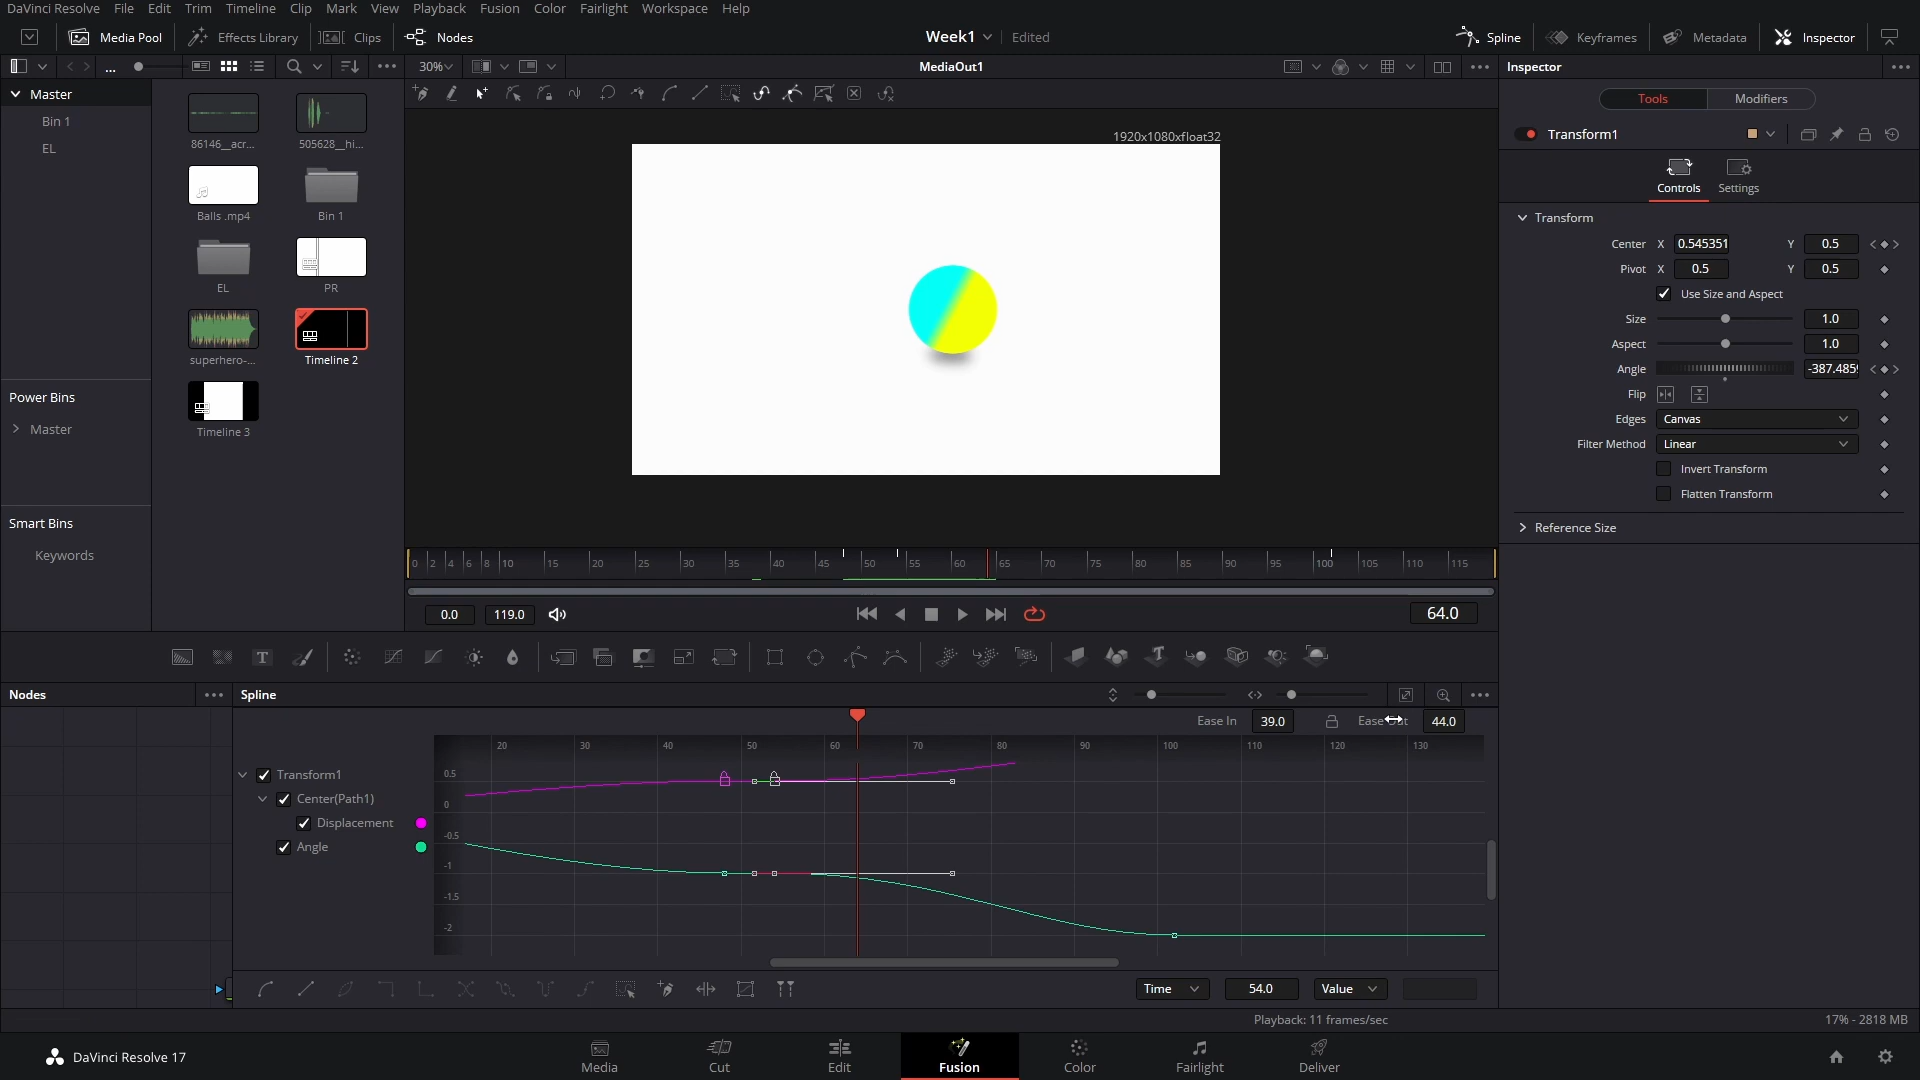 DaVinci Resolve File Edit Trim Timeline Clip Mark View Playback Fusion Color Fairlight Workspace Help
Media Pool Effects Library Clips Nodes Week1 Edited Spline Keyframes Metadata Inspector
... 30% MediaOut1 Inspector
Master
Bin 1
EL
86146__acr...
505628__hi...
Balls .mp4
Bin 1
EL
PR
superhero-...
Timeline 2
Timeline 3
Power Bins
Master
Smart Bins
Keywords
1920x1080xfloat32
0 2 4 6 8 10 15 20 25 30 35 40 45 50 55 60 65 70 75 80 85 90 95 100 105 110 115
0.0 119.0 64.0
Tools Modifiers
Transform1
Controls Settings
Transform
Center X 0.545351 Y 0.5
Pivot X 0.5 Y 0.5
Use Size and Aspect
Size 1.0
Aspect 1.0
Angle -387.485
Flip
Edges Canvas
Filter Method Linear
Invert Transform
Flatten Transform
Reference Size
T
Nodes
Spline
Ease In 39.0 Ease Out 44.0
20 30 40 50 60 70 80 90 100 110 120 130
Transform1
Center(Path1)
Displacement
Angle
0.5
0
-0.5
-1
-1.5
-2
Time 54.0 Value
Playback: 11 frames/sec 17% - 2818 MB
DaVinci Resolve 17
Media Cut Edit Fusion Color Fairlight Deliver